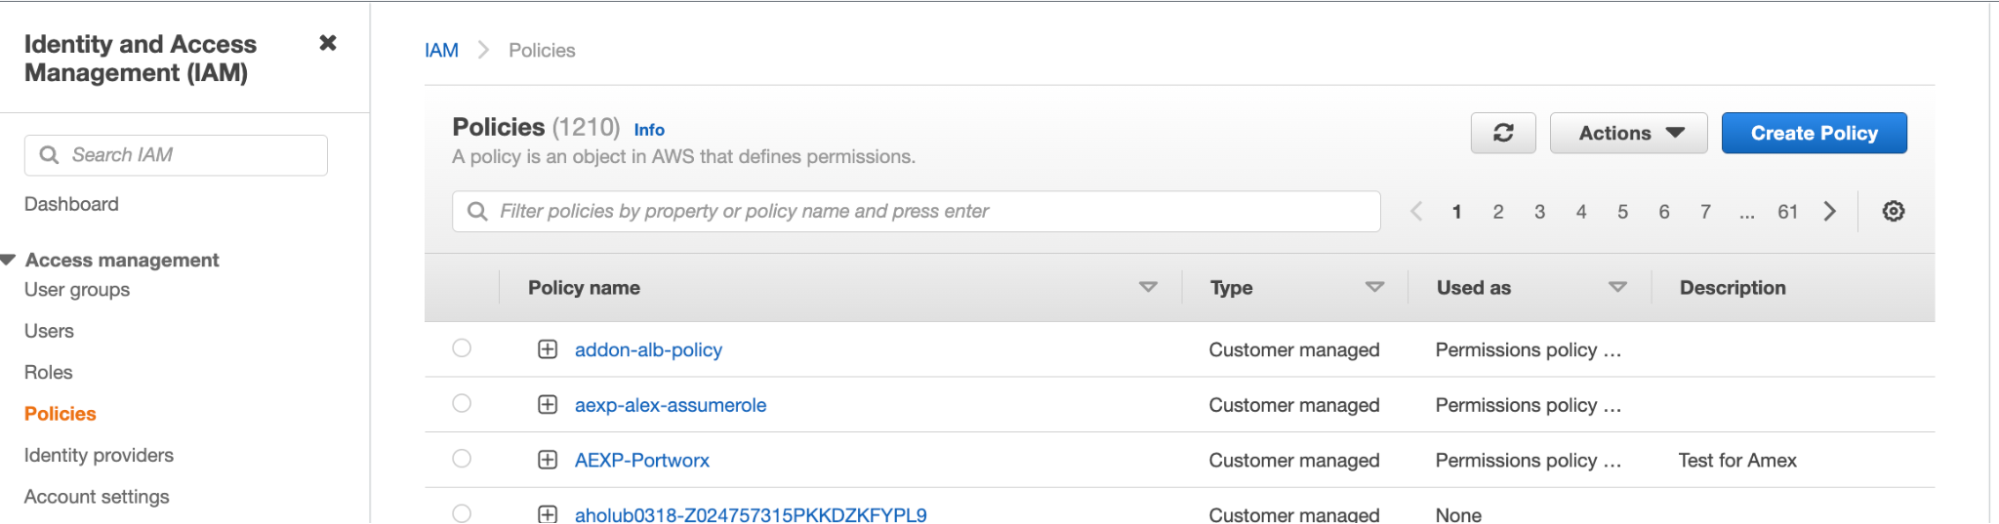 Identity and Access
Management (IAM)
Search IAM
Dashboard
Access management
User groups
Users
Roles
Policies
Identity providers
Account settings
IAM Policies
Policies (1210) Info
A policy is an object in AWS that defines permissions.
Actions
Create Policy
Filter policies by property or policy name and press enter
1 2 3 4 5 6 7 ... 61
Policy name Type Used as Description
addon-alb-policy Customer managed Permissions policy ...
aexp-alex-assumerole Customer managed Permissions policy ...
AEXP-Portworx Customer managed Permissions policy ... Test for Amex
aholub0318-Z024757315PKKDZKFYPL9 Customer managed None